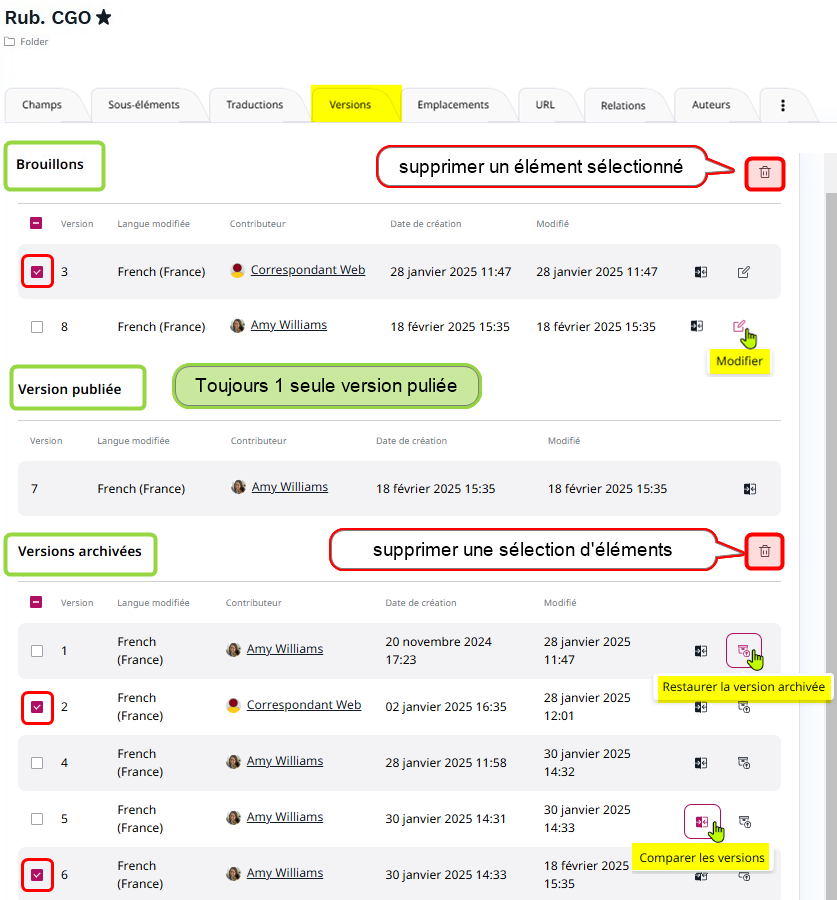 Rub. CGO
Folder
Champs Sous-éléments Traductions Versions Emplacements URL Relations Auteurs
Brouillons
supprimer un élément sélectionné
Version Langue modifiée Contributeur Date de création Modifié
3 French (France) Correspondant Web 28 janvier 2025 11:47 28 janvier 2025 11:47
8 French (France) Amy Williams 18 février 2025 15:35 18 février 2025 15:35
Modifier
Version publiée
Toujours 1 seule version puliée
Version Langue modifiée Contributeur Date de création Modifié
7 French (France) Amy Williams 18 février 2025 15:35 18 février 2025 15:35
Versions archivées
supprimer une sélection d'éléments
Version Langue modifiée Contributeur Date de création Modifié
1 French (France) Amy Williams 20 novembre 2024 17:23 28 janvier 2025 11:47
Restaurer la version archivée
2 French (France) Correspondant Web 02 janvier 2025 16:35 28 janvier 2025 12:01
4 French (France) Amy Williams 28 janvier 2025 11:58 30 janvier 2025 14:32
5 French (France) Amy Williams 30 janvier 2025 14:31 30 janvier 2025 14:33
Comparer les versions
6 French (France) Amy Williams 30 janvier 2025 14:33 18 février 2025 15:35